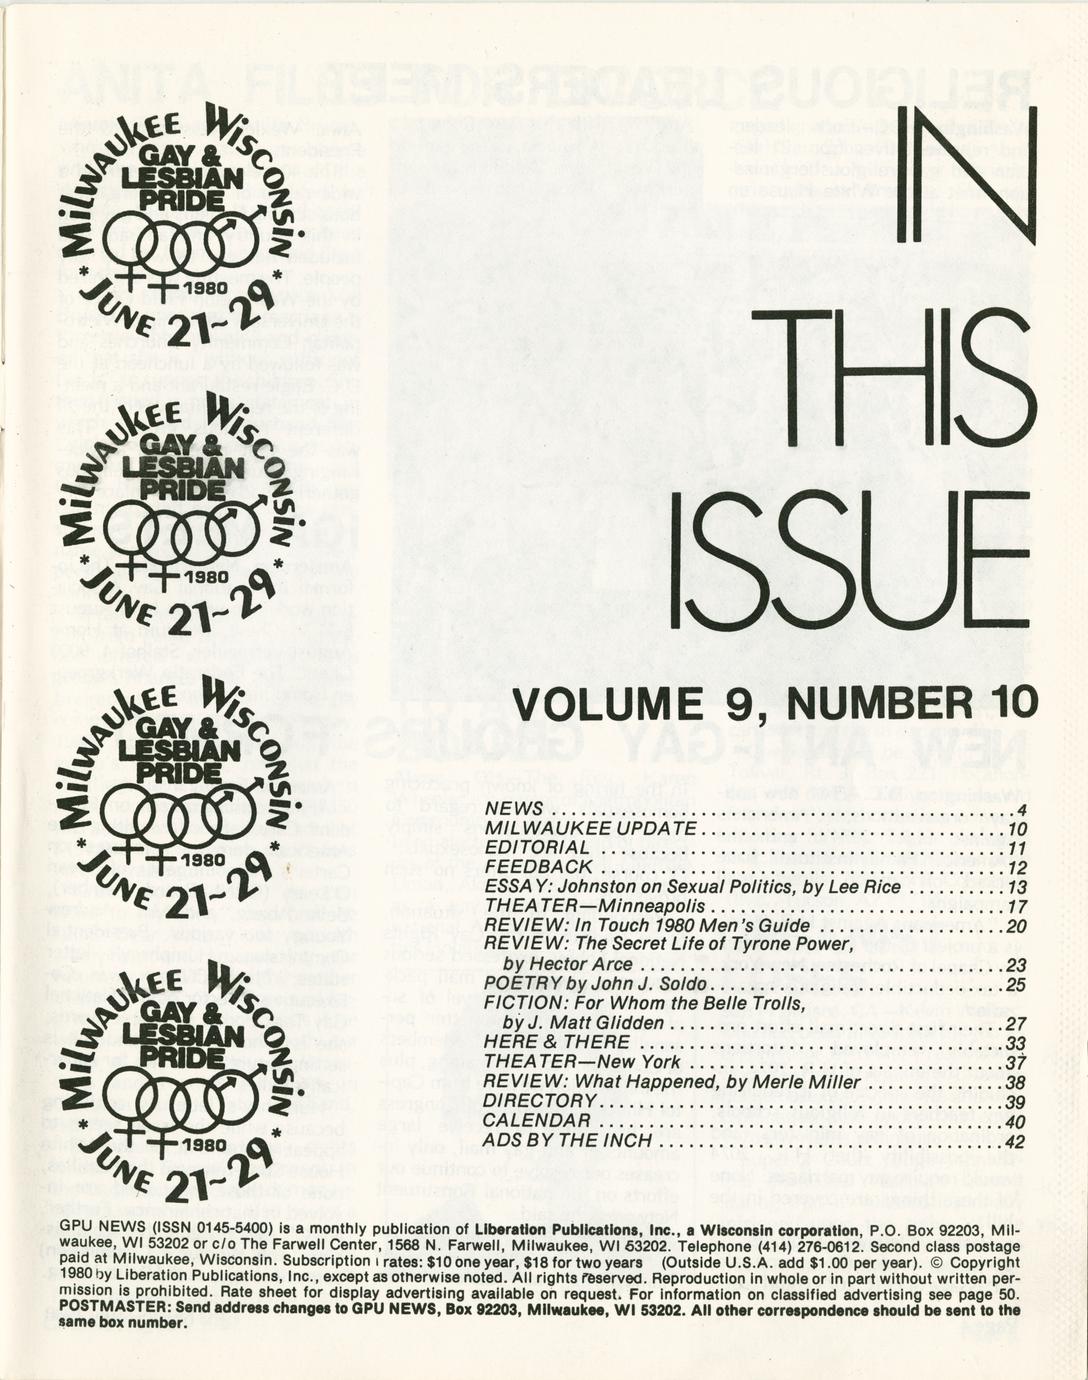 MILWAUKEE WISCONSIN
GAY &
LESBIAN
PRIDE
1980
* JUNE 21-29 *
MILWAUKEE WISCONSIN
GAY &
LESBIAN
PRIDE
1980
* JUNE 21-29 *
MILWAUKEE WISCONSIN
GAY &
LESBIAN
PRIDE
1980
* JUNE 21-29 *
MILWAUKEE WISCONSIN
GAY &
LESBIAN
PRIDE
1980
* JUNE 21-29 *
IN
THIS
ISSUE
VOLUME 9, NUMBER 10
NEWS . . . . . . . . . . 4
MILWAUKEE UPDATE . . . . . . . . . . 10
EDITORIAL . . . . . . . . . . 11
FEEDBACK . . . . . . . . . . 12
ESSAY: Johnston on Sexual Politics, by Lee Rice . . . . . . . . . . 13
THEATER—Minneapolis . . . . . . . . . . 17
REVIEW: In Touch 1980 Men's Guide . . . . . . . . . . 20
REVIEW: The Secret Life of Tyrone Power,
by Hector Arce . . . . . . . . . . 23
POETRY by John J. Soldo . . . . . . . . . . 25
FICTION: For Whom the Belle Trolls,
by J. Matt Glidden . . . . . . . . . . 27
HERE & THERE . . . . . . . . . . 33
THEATER—New York . . . . . . . . . . 37
REVIEW: What Happened, by Merle Miller . . . . . . . . . . 38
DIRECTORY . . . . . . . . . . 39
CALENDAR . . . . . . . . . . 40
ADS BY THE INCH . . . . . . . . . . 42
GPU NEWS (ISSN 0145-5400) is a monthly publication of Liberation Publications, Inc., a Wisconsin corporation, P.O. Box 92203, Mil-
waukee, WI 53202 or c/o The Farwell Center, 1568 N. Farwell, Milwaukee, WI 53202. Telephone (414) 276-0612. Second class postage
paid at Milwaukee, Wisconsin. Subscription rates: $10 one year, $18 for two years (Outside U.S.A. add $1.00 per year). © Copyright
1980 by Liberation Publications, Inc., except as otherwise noted. All rights reserved. Reproduction in whole or in part without written per-
mission is prohibited. Rate sheet for display advertising available on request. For information on classified advertising see page 50.
POSTMASTER: Send address changes to GPU NEWS, Box 92203, Milwaukee, WI 53202. All other correspondence should be sent to the
same box number.